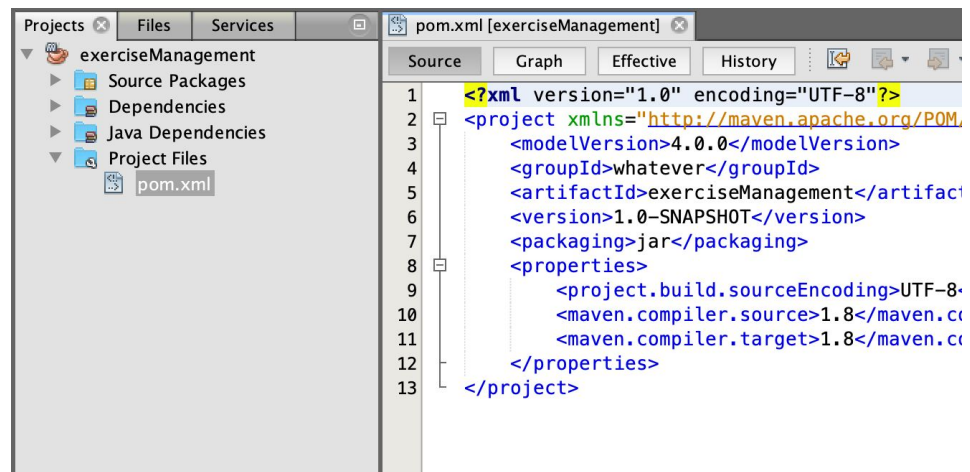 Projects Files Services
exerciseManagement
Source Packages
Dependencies
Java Dependencies
Project Files
pom.xml
pom.xml [exerciseManagement]
Source Graph Effective History
1 <?xml version="1.0" encoding="UTF-8"?>
2 <project xmlns="http://maven.apache.org/POM/
3 <modelVersion>4.0.0</modelVersion>
4 <groupId>whatever</groupId>
5 <artifactId>exerciseManagement</artifact
6 <version>1.0-SNAPSHOT</version>
7 <packaging>jar</packaging>
8 <properties>
9 <project.build.sourceEncoding>UTF-8<
10 <maven.compiler.source>1.8</maven.co
11 <maven.compiler.target>1.8</maven.co
12 </properties>
13 </project>